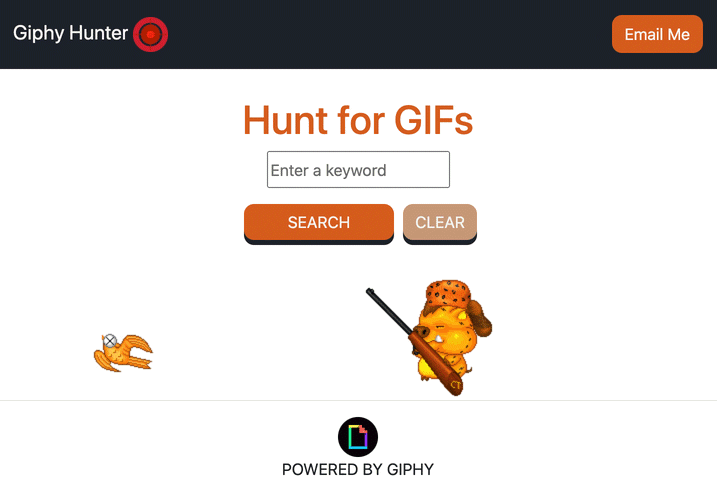 Giphy Hunter
Email Me
Hunt for GIFs
Enter a keyword
SEARCH
CLEAR
POWERED BY GIPHY